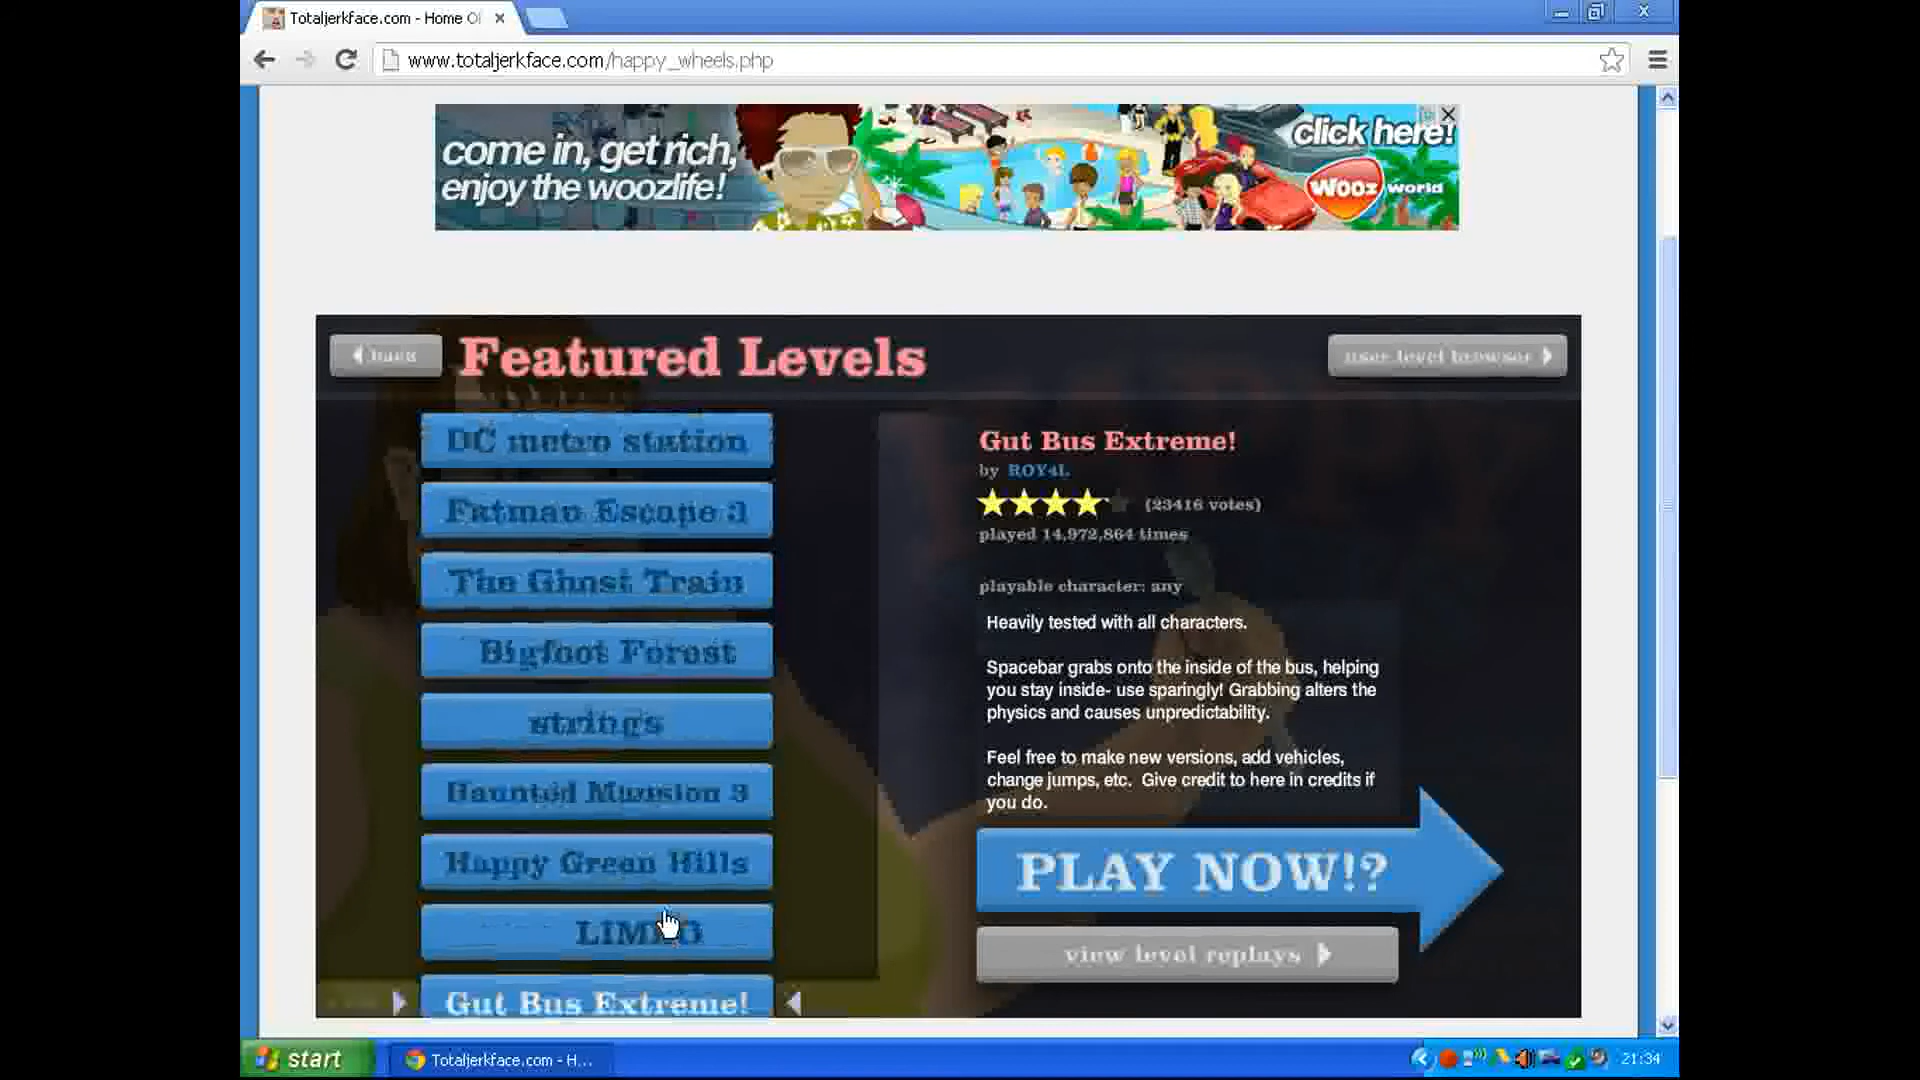 Totaljerkface.com - Home Of
www.totaljerkface.com/happy_wheels.php
come in, get rich,
enjoy the woozlife!
click here!
Woozworld
back
Featured Levels
user level browser
DC metro station
Fatman Escape 3
The Ghost Train
Bigfoot Forest
strings
Haunted Mansion 3
Happy Green Hills
LIMBO
Gut Bus Extreme!
Gut Bus Extreme!
by ROY4L
(23416 votes)
played 14,972,864 times
playable character: any
Heavily tested with all characters.
Spacebar grabs onto the inside of the bus, helping
you stay inside- use sparingly! Grabbing alters the
physics and causes unpredictability.
Feel free to make new versions, add vehicles,
change jumps, etc. Give credit to here in credits if
you do.
PLAY NOW!?
view level replays
start
Totaljerkface.com - H...
21:34